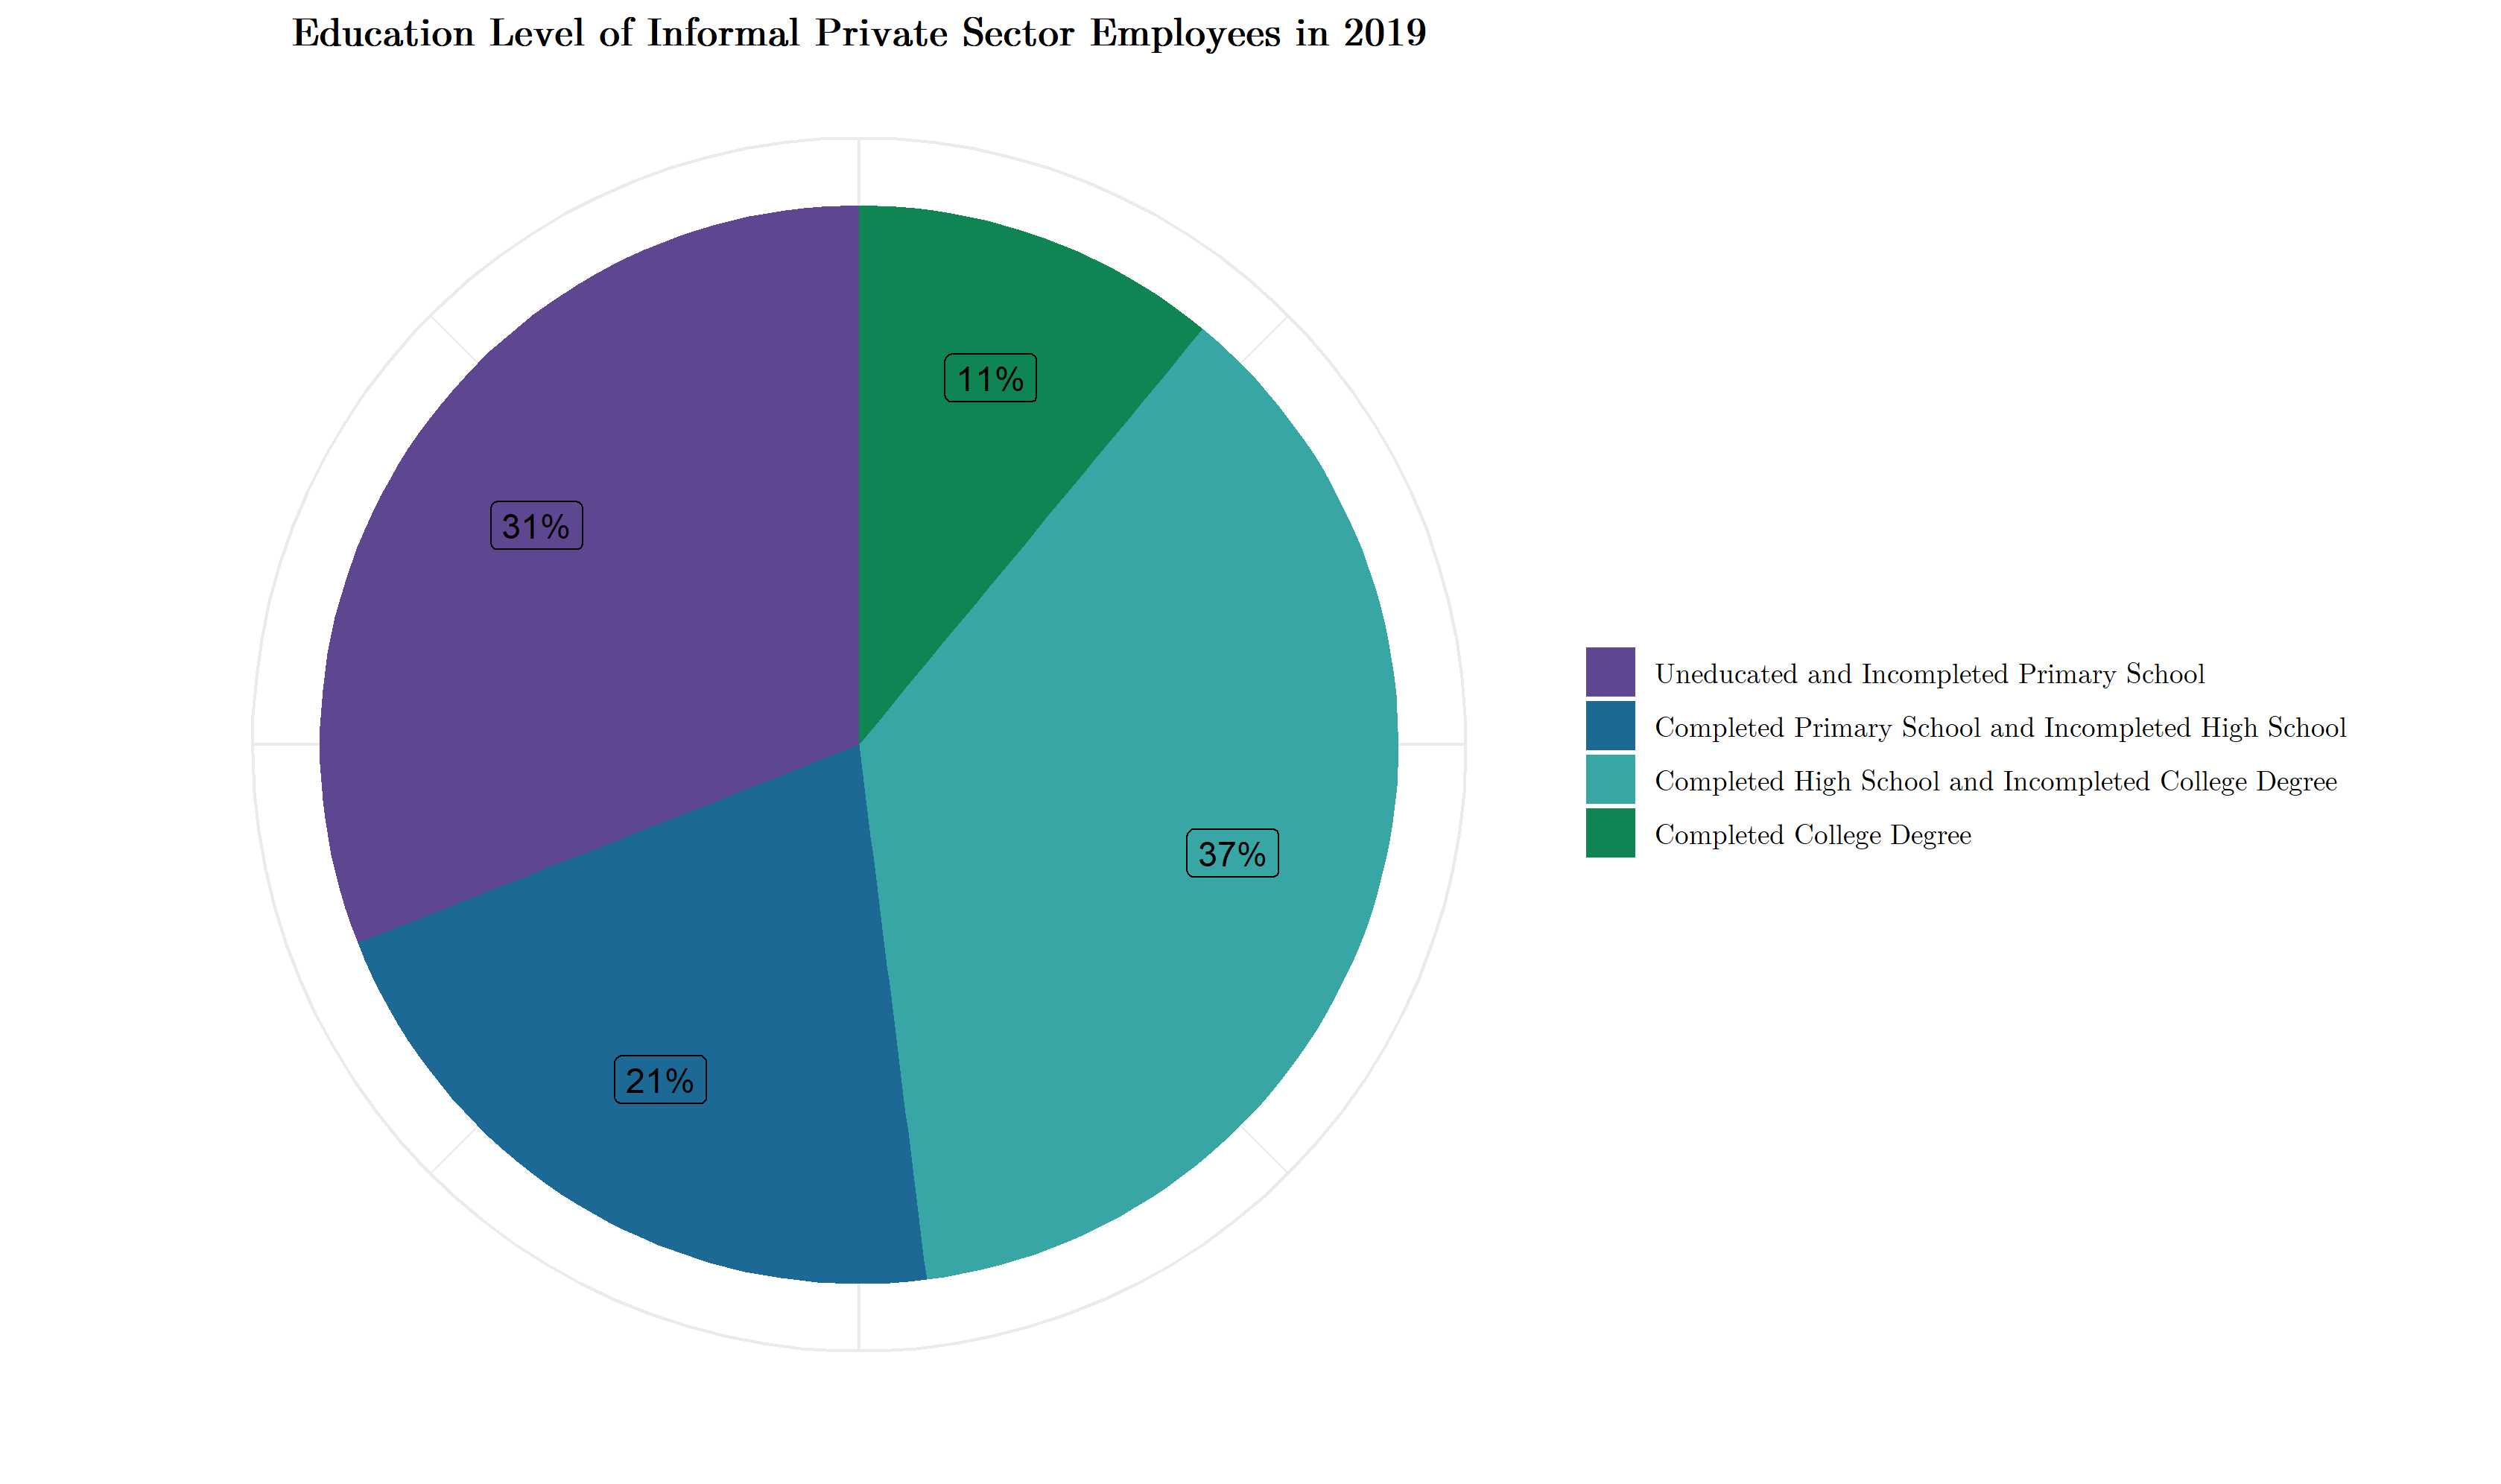 Education Level of Informal Private Sector Employees in 2019
11%
31%
37%
21%
Uneducated and Incompleted Primary School
Completed Primary School and Incompleted High School
Completed High School and Incompleted College Degree
Completed College Degree